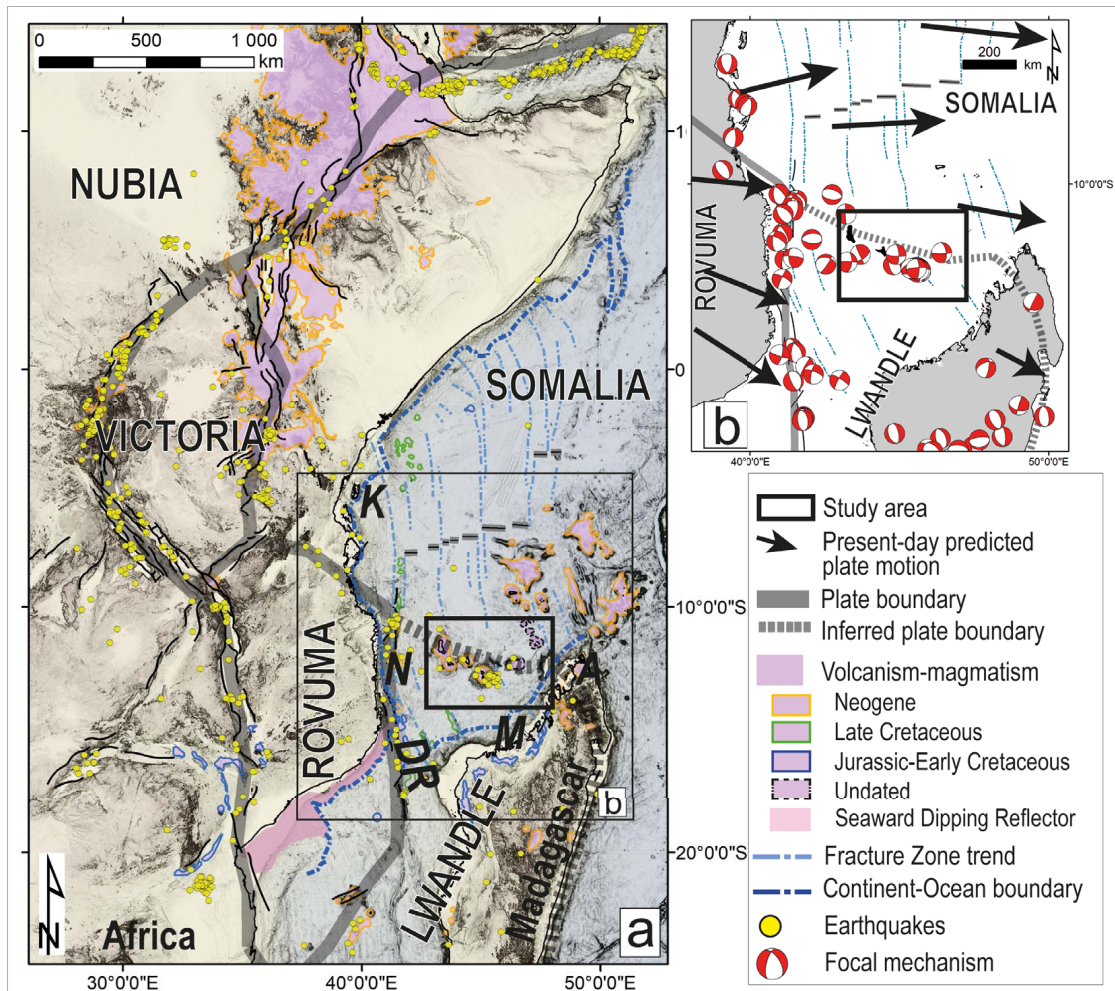 0 500 1 000
km
NUBIA
VICTORIA
SOMALIA
K
ROVUMA
N
A
M
DR
b
LWANDLE
Madagascar
N
Africa
a
30°0'0"E 40°0'0"E 50°0'0"E
0
10°0'0"S
20°0'0"S
200
km
N
SOMALIA
10°0'0"S
ROVUMA
LWANDLE
b
40°0'0"E 50°0'0"E
Study area
Present-day predicted
plate motion
Plate boundary
Inferred plate boundary
Volcanism-magmatism
Neogene
Late Cretaceous
Jurassic-Early Cretaceous
Undated
Seaward Dipping Reflector
Fracture Zone trend
Continent-Ocean boundary
Earthquakes
Focal mechanism